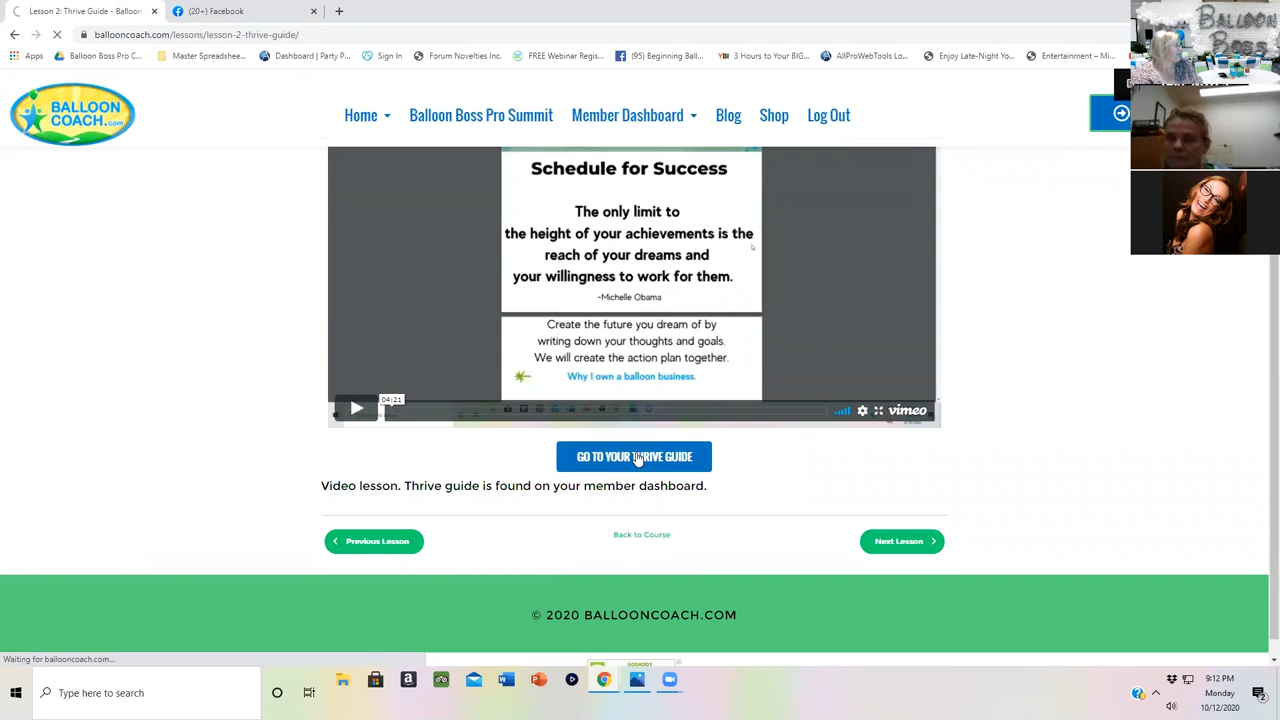 Lesson 2: Thrive Guide - Balloon
(20+) Facebook
ballooncoach.com/lessons/lesson-2-thrive-guide/
Apps
Balloon Boss Pro C...
Master Spreadshee...
Dashboard | Party P...
Sign In
Forum Novelties Inc.
FREE Webinar Regis...
(95) Beginning Ball...
3 Hours to Your BIG...
AllProWebTools Lo...
Enjoy Late-Night Yo...
Entertainment – Mi...
BALLOON BOSS
BALLOON
COACH.com
Home
Balloon Boss Pro Summit
Member Dashboard
Blog
Shop
Log Out
Schedule for Success
The only limit to
the height of your achievements is the
reach of your dreams and
your willingness to work for them.
-Michelle Obama
Create the future you dream of by
writing down your thoughts and goals.
We will create the action plan together.
Why I own a balloon business.
04:21
vimeo
GO TO YOUR THRIVE GUIDE
Video lesson. Thrive guide is found on your member dashboard.
Previous Lesson
Back to Course
Next Lesson
© 2020 BALLOONCOACH.COM
Waiting for ballooncoach.com...
GODADDY
Type here to search
9:12 PM
Monday
10/12/2020
2